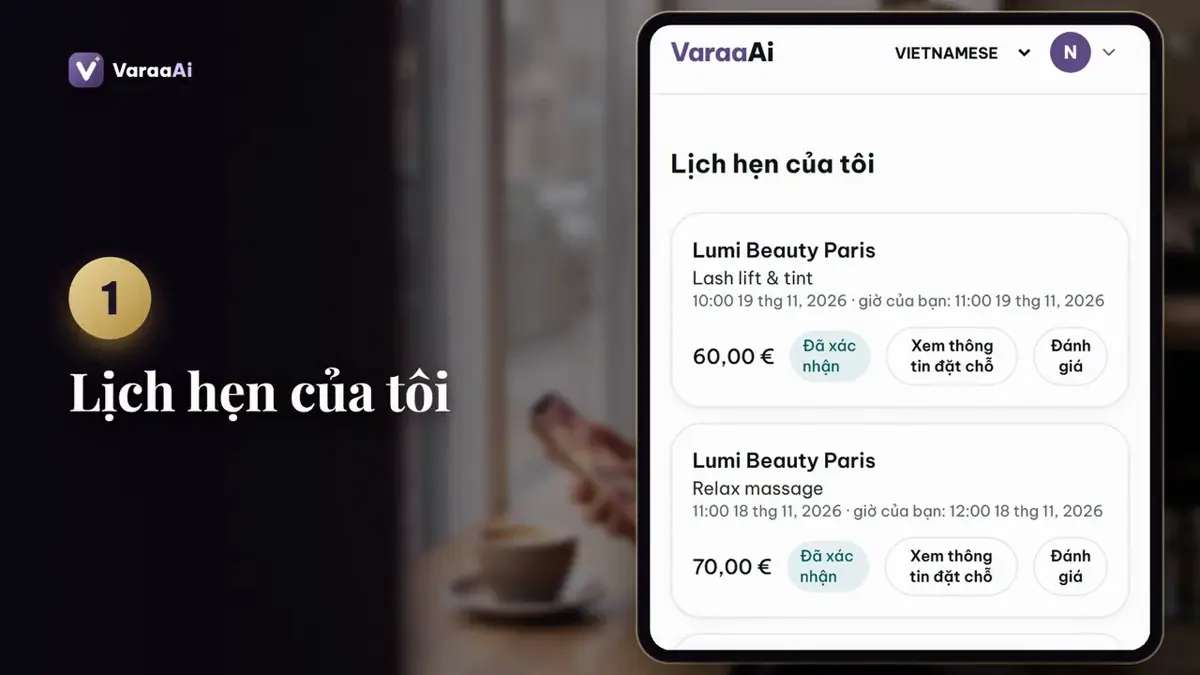 VaraaAi
1
Lịch hẹn của tôi
VaraaAi
VIETNAMESE
N
Lịch hẹn của tôi
Lumi Beauty Paris
Lash lift & tint
10:00 19 thg 11, 2026 · giờ của bạn: 11:00 19 thg 11, 2026
60,00 €
Đã xác
nhận
Xem thông
tin đặt chỗ
Đánh
giá
Lumi Beauty Paris
Relax massage
11:00 18 thg 11, 2026 · giờ của bạn: 12:00 18 thg 11, 2026
70,00 €
Đã xác
nhận
Xem thông
tin đặt chỗ
Đánh
giá